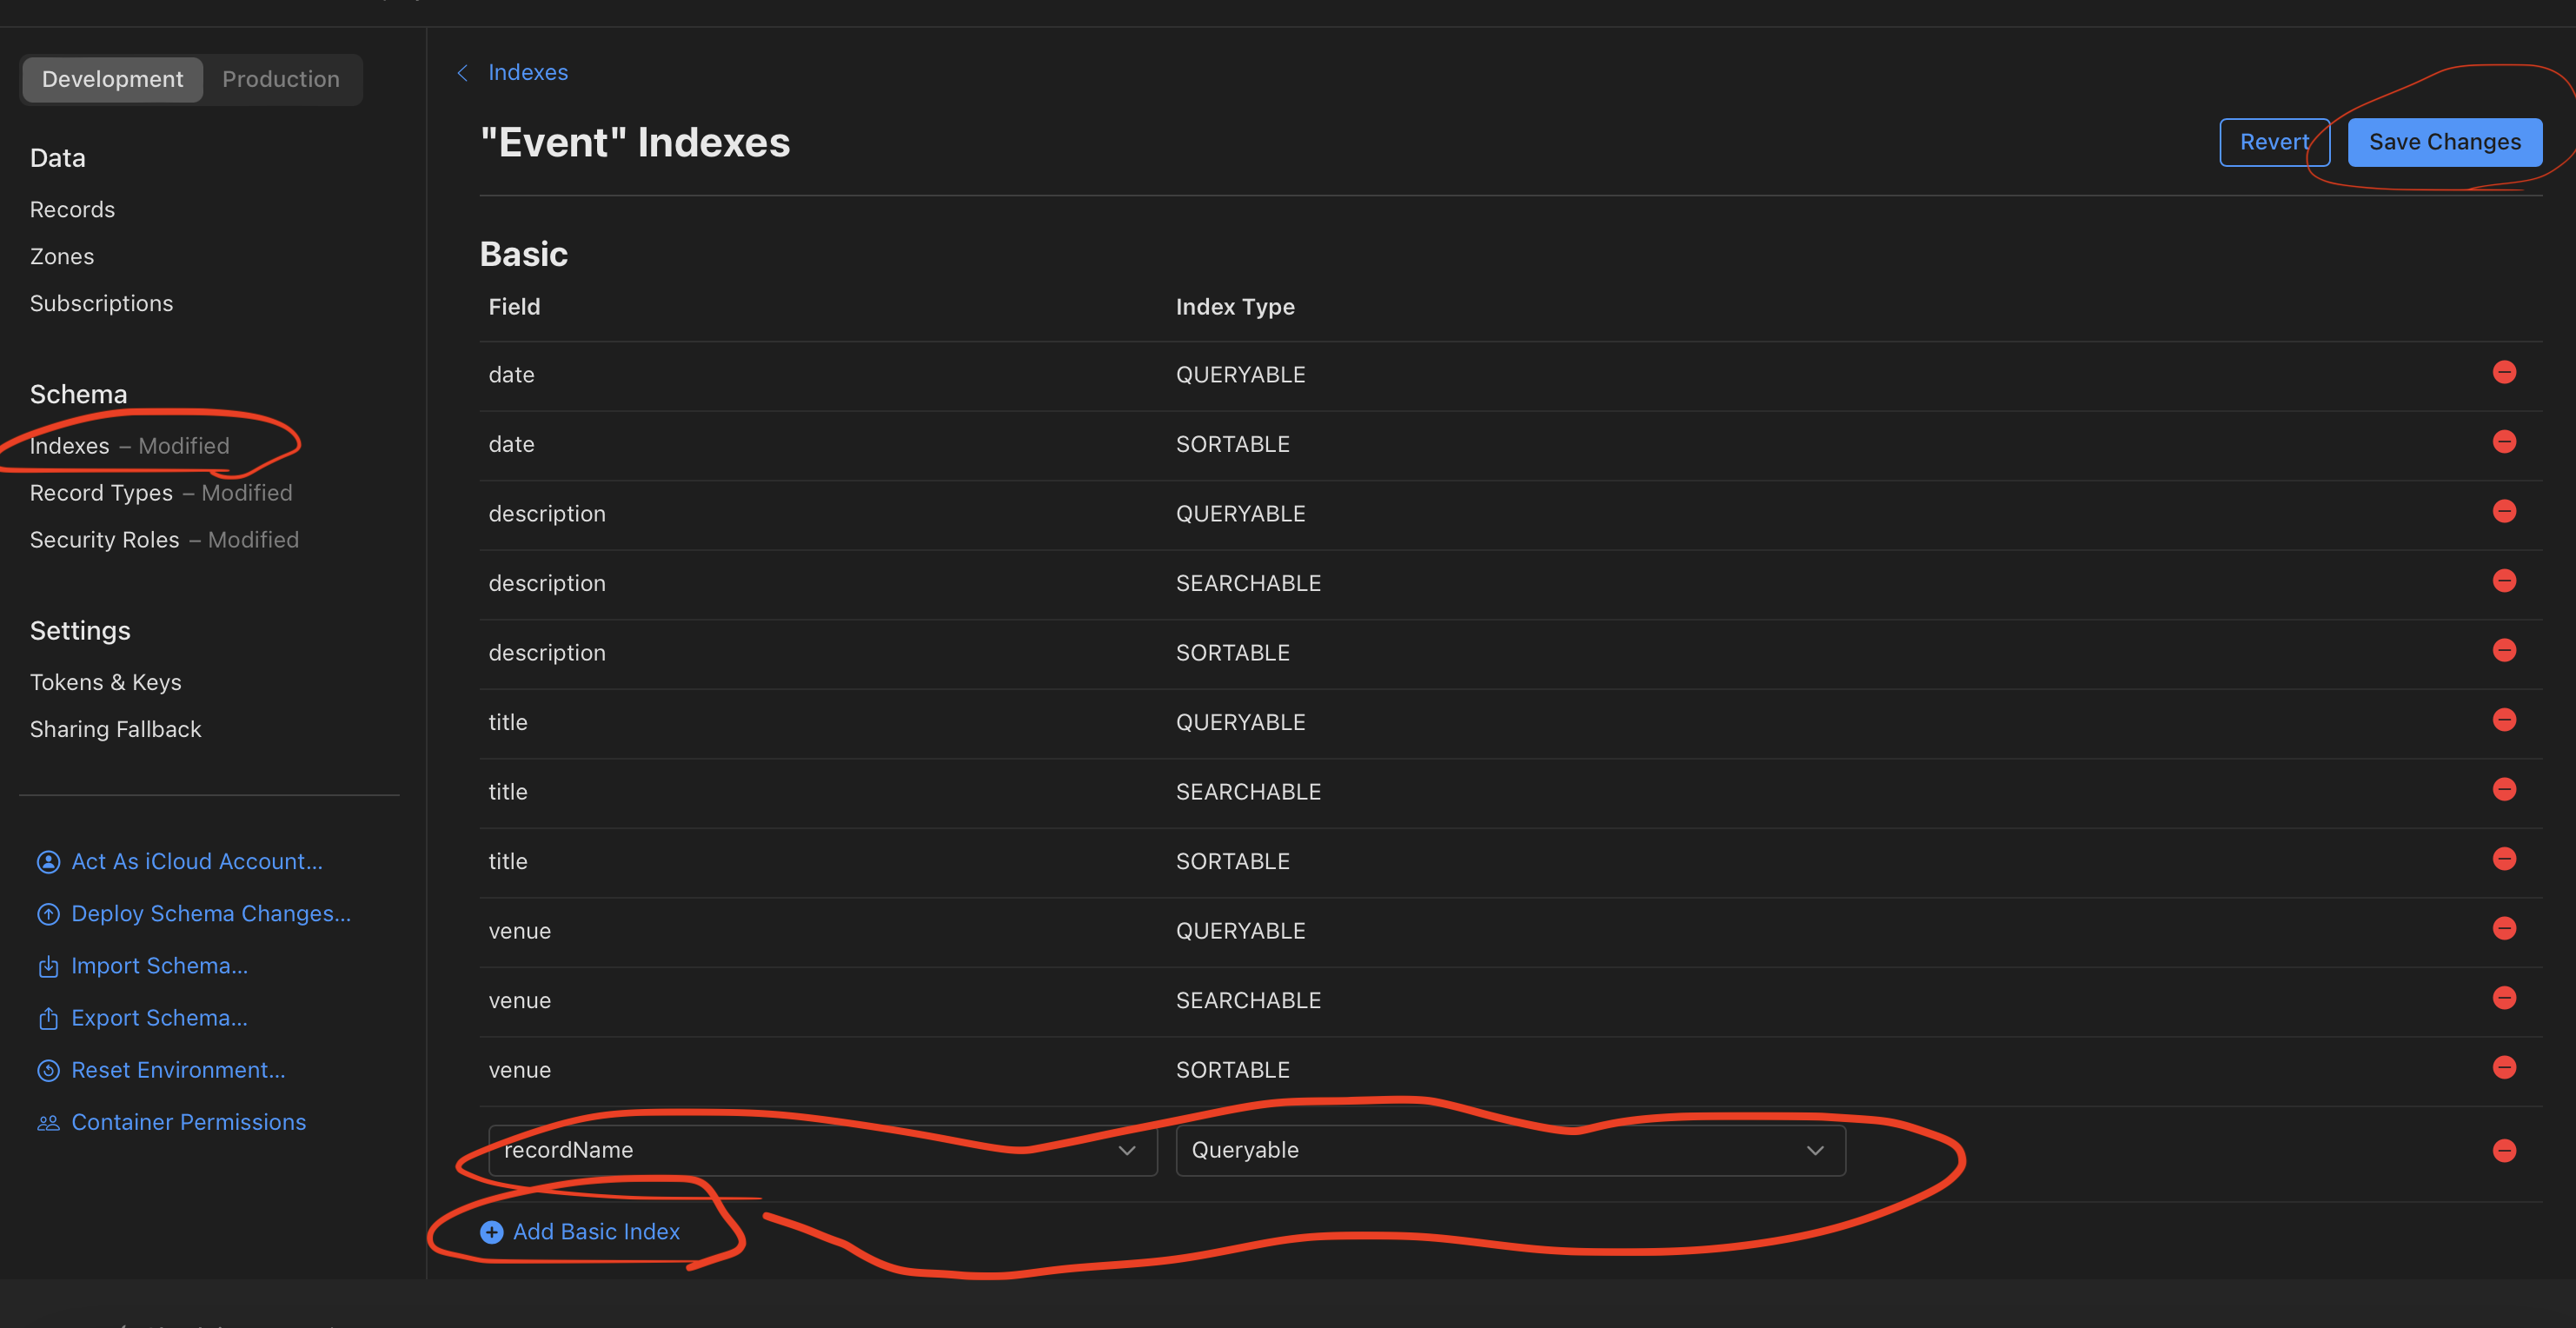 Development Production
Data
Records
Zones
Subscriptions
Schema
Indexes – Modified
Record Types – Modified
Security Roles – Modified
Settings
Tokens & Keys
Sharing Fallback
Act As iCloud Account...
Deploy Schema Changes...
Import Schema...
Export Schema...
Reset Environment...
Container Permissions
Indexes
"Event" Indexes
Revert Save Changes
Basic
Field Index Type
date QUERYABLE
date SORTABLE
description QUERYABLE
description SEARCHABLE
description SORTABLE
title QUERYABLE
title SEARCHABLE
title SORTABLE
venue QUERYABLE
venue SEARCHABLE
venue SORTABLE
recordName Queryable
Add Basic Index